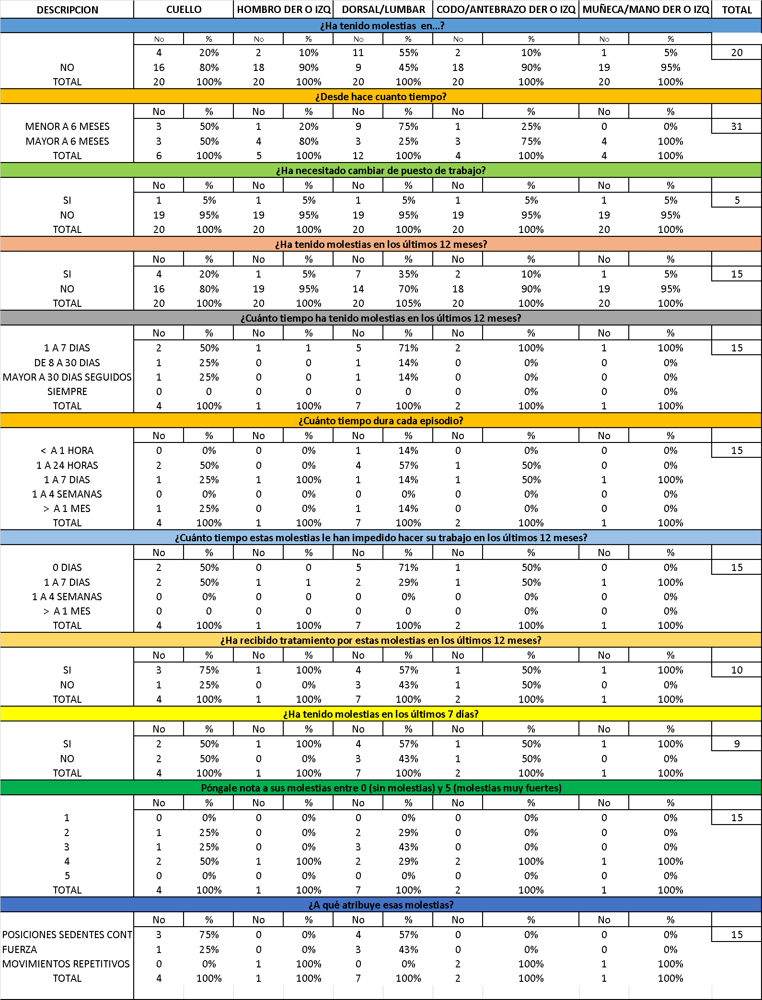 DESCRIPCION CUELLO HOMBRO DER O IZQ DORSAL/LUMBAR CODO/ANTEBRAZO DER O IZQ MUÑECA/MANO DER O IZQ TOTAL
¿Ha tenido molestias en...?
No % No % No % No % No %
4 20% 2 10% 11 55% 2 10% 1 5% 20
NO 16 80% 18 90% 9 45% 18 90% 19 95%
TOTAL 20 100% 20 100% 20 100% 20 100% 20 100%
¿Desde hace cuanto tiempo?
No % No % No % No % No %
MENOR A 6 MESES 3 50% 1 20% 9 75% 1 25% 0 0% 31
MAYOR A 6 MESES 3 50% 4 80% 3 25% 3 75% 4 100%
TOTAL 6 100% 5 100% 12 100% 4 100% 4 100%
¿Ha necesitado cambiar de puesto de trabajo?
No % No % No % No % No %
SI 1 5% 1 5% 1 5% 1 5% 1 5% 5
NO 19 95% 19 95% 19 95% 19 95% 19 95%
TOTAL 20 100% 20 100% 20 100% 20 100% 20 100%
¿Ha tenido molestias en los últimos 12 meses?
No % No % No % No % No %
SI 4 20% 1 5% 7 35% 2 10% 1 5% 15
NO 16 80% 19 95% 14 70% 18 90% 19 95%
TOTAL 20 100% 20 100% 20 105% 20 100% 20 100%
¿Cuánto tiempo ha tenido molestias en los últimos 12 meses?
No % No % No % No % No %
1 A 7 DIAS 2 50% 1 1 5 71% 2 100% 1 100% 15
DE 8 A 30 DIAS 1 25% 0 0 1 14% 0 0% 0 0%
MAYOR A 30 DIAS SEGUIDOS 1 25% 0 0 1 14% 0 0% 0 0%
SIEMPRE 0 0 0 0 0 0 0 0% 0 0%
TOTAL 4 100% 1 100% 7 100% 2 100% 1 100%
¿Cuánto tiempo dura cada episodio?
No % No % No % No % No %
< A 1 HORA 0 0% 0 0% 1 14% 0 0% 0 0% 15
1 A 24 HORAS 2 50% 0 0% 4 57% 1 50% 0 0%
1 A 7 DIAS 1 25% 1 100% 1 14% 1 50% 1 100%
1 A 4 SEMANAS 0 0% 0 0% 0 0% 0 0% 0 0%
> A 1 MES 1 25% 0 0% 1 14% 0 0% 0 0%
TOTAL 4 100% 1 100% 7 100% 2 100% 1 100%
¿Cuánto tiempo estas molestias le han impedido hacer su trabajo en los últimos 12 meses?
No % No % No % No % No %
0 DIAS 2 50% 0 0 5 71% 1 50% 0 0% 15
1 A 7 DIAS 2 50% 1 1 2 29% 1 50% 1 100%
1 A 4 SEMANAS 0 0% 0 0 0 0% 0 0% 0 0%
> A 1 MES 0 0 0 0 0 0 0 0% 0 0%
TOTAL 4 100% 1 100% 7 100% 2 100% 1 100%
¿Ha recibido tratamiento por estas molestias en los últimos 12 meses?
No % No % No % No % No %
SI 3 75% 1 100% 4 57% 1 50% 1 100% 10
NO 1 25% 0 0% 3 43% 1 50% 0 0%
TOTAL 4 100% 1 100% 7 100% 2 100% 1 100%
¿Ha tenido molestias en los últimos 7 días?
No % No % No % No % No %
SI 2 50% 1 100% 4 57% 1 50% 1 100% 9
NO 2 50% 0 0% 3 43% 1 50% 0 0%
TOTAL 4 100% 1 100% 7 100% 2 100% 1 100%
Póngale nota a sus molestias entre 0 (sin molestias) y 5 (molestias muy fuertes)
No % No % No % No % No %
1 0 0% 0 0% 0 0% 0 0% 0 0% 15
2 1 25% 0 0% 2 29% 0 0% 0 0%
3 1 25% 0 0% 3 43% 0 0% 0 0%
4 2 50% 1 100% 2 29% 2 100% 1 100%
5 0 0% 0 0% 0 0% 0 0% 0 0%
TOTAL 4 100% 1 100% 7 100% 2 100% 1 100%
¿A qué atribuye esas molestias?
No % No % No % No % No %
POSICIONES SEDENTES CONT 3 75% 0 0% 4 57% 0 0% 0 0% 15
FUERZA 1 25% 0 0% 3 43% 0 0% 0 0%
MOVIMIENTOS REPETITIVOS 0 0% 1 100% 0 0% 2 100% 1 100%
TOTAL 4 100% 1 100% 7 100% 2 100% 1 100%